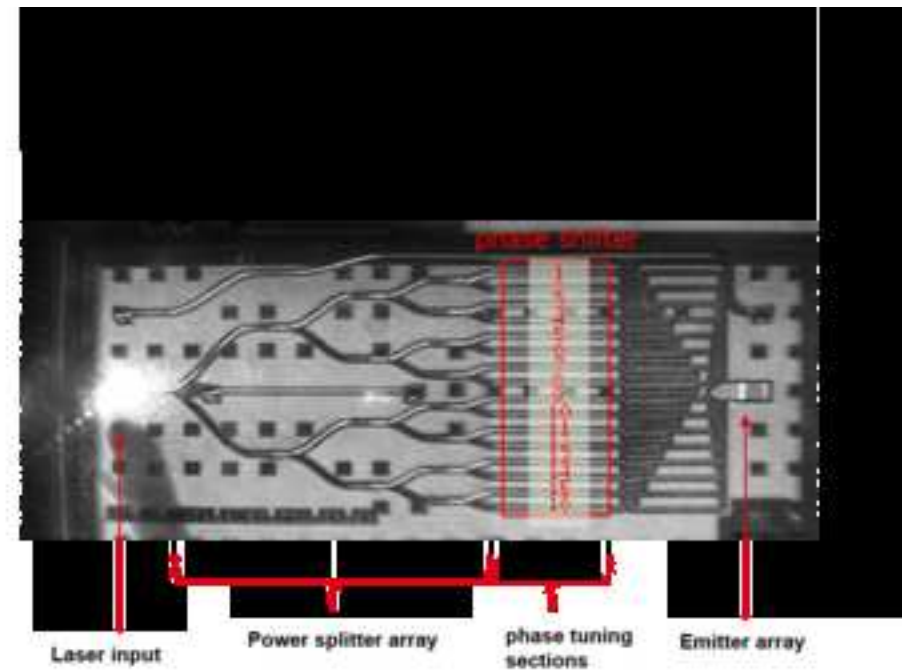 phase shifter
Laser input
Power splitter array
phase tuning
sections
Emitter array